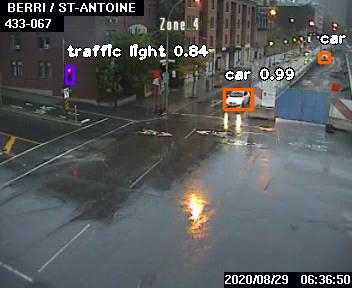 BERRI / ST-ANTOINE
433-067
Zone 4
car
traffic light 0.84
car 0.99
2020/08/29 06:36:50